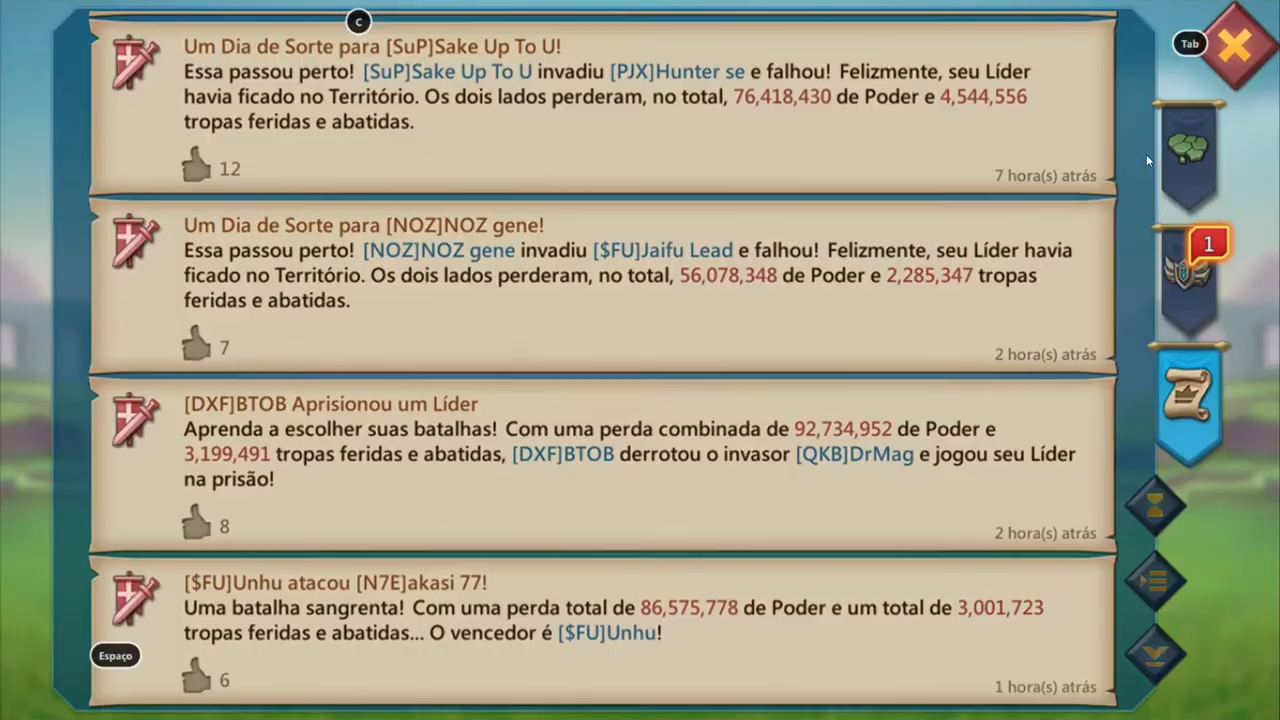 C
Tab
Um Dia de Sorte para [SuP]Sake Up To U!
Essa passou perto! [SuP]Sake Up To U invadiu [PJX]Hunter se e falhou! Felizmente, seu Líder
havia ficado no Território. Os dois lados perderam, no total, 76,418,430 de Poder e 4,544,556
tropas feridas e abatidas.
12
7 hora(s) atrás
Um Dia de Sorte para [NOZ]NOZ gene!
Essa passou perto! [NOZ]NOZ gene invadiu [$FU]Jaifu Lead e falhou! Felizmente, seu Líder havia
ficado no Território. Os dois lados perderam, no total, 56,078,348 de Poder e 2,285,347 tropas
feridas e abatidas.
1
7
2 hora(s) atrás
[DXF]BTOB Aprisionou um Líder
Aprenda a escolher suas batalhas! Com uma perda combinada de 92,734,952 de Poder e
3,199,491 tropas feridas e abatidas, [DXF]BTOB derrotou o invasor [QKB]DrMag e jogou seu Líder
na prisão!
8
2 hora(s) atrás
[$FU]Unhu atacou [N7E]akasi 77!
Uma batalha sangrenta! Com uma perda total de 86,575,778 de Poder e um total de 3,001,723
tropas feridas e abatidas... O vencedor é [$FU]Unhu!
Espaço
6
1 hora(s) atrás